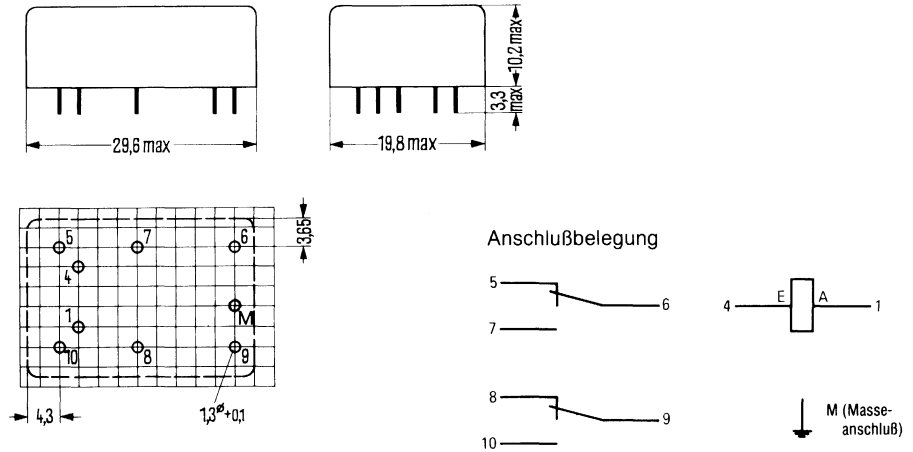 10,2 max
3,3 max
29,6 max
19,8 max
3,65
5 7 6
4
1 M
10 8 9
4,3
1,3 ø +0,1
Anschlußbelegung
5
6
7
4 E A 1
8
9
10
M (Masse-
anschluß)